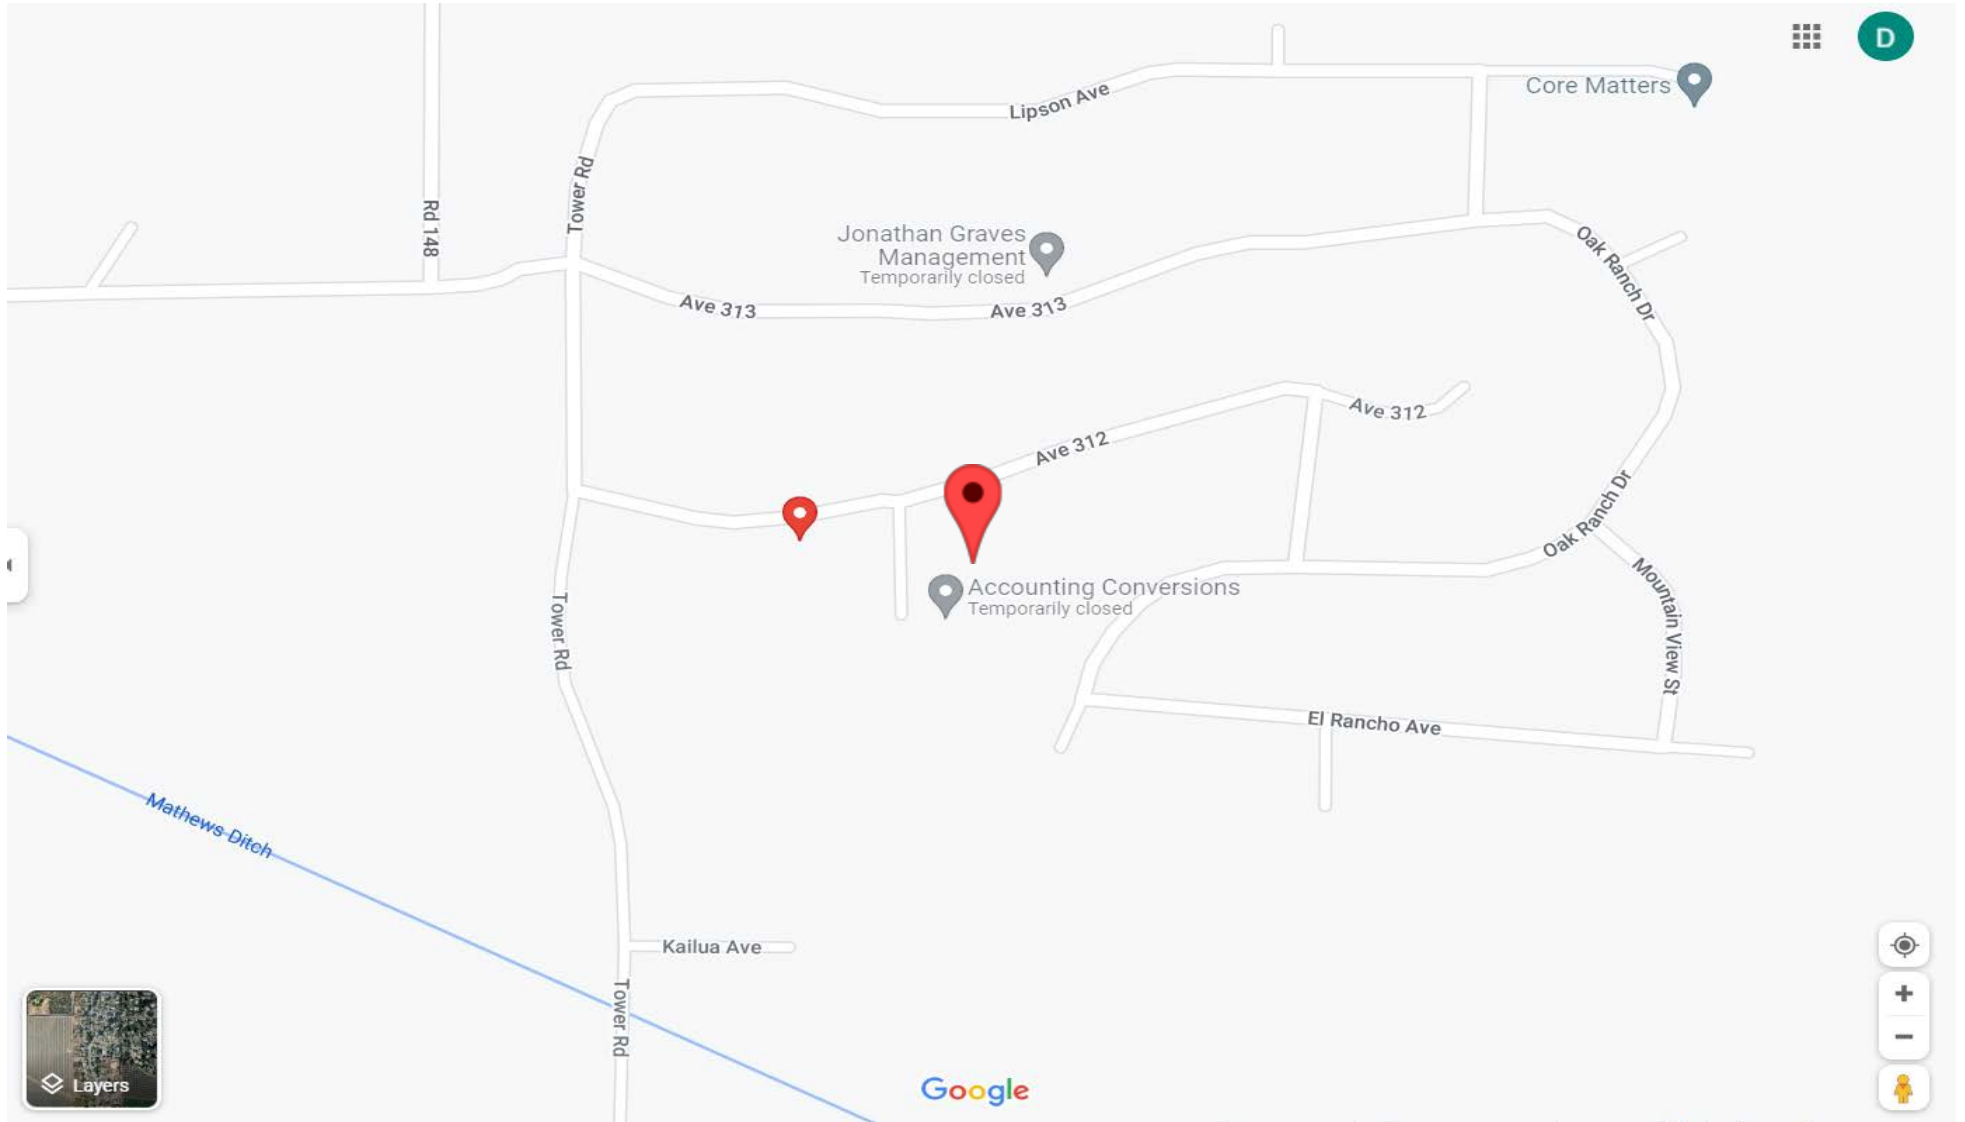 D
Core Matters
Lipson Ave
Tower Rd
Rd 148
Jonathan Graves
Management
Temporarily closed
Oak Ranch Dr
Ave 313
Ave 313
Ave 312
Ave 312
Oak Ranch Dr
Accounting Conversions
Temporarily closed
Mountain View St
Tower Rd
El Rancho Ave
Mathews Ditch
Kailua Ave
Tower Rd
Layers
Google